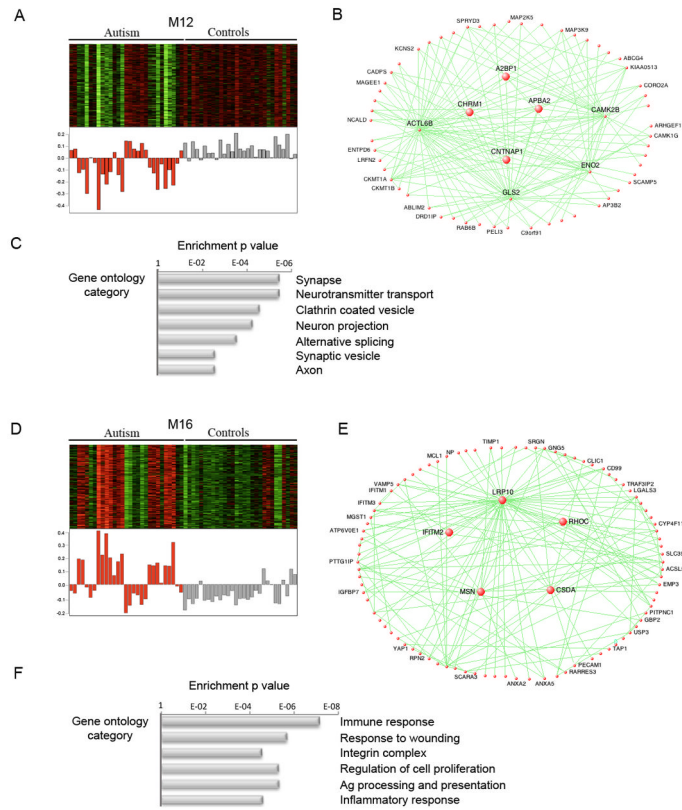 A
M12
Autism
Controls
0.2
0.1
0.0
-0.1
-0.2
-0.3
-0.4
B
SPRYD3
MAP2K5
MAP3K9
ABCG4
KIAA0513
CORO2A
KCNS2
CADPS
MAGEE1
NCALD
A2BP1
CHRM1
APBA2
CAMK2B
ACTL6B
ARHGEF1
CAMK1G
ENTPD6
LRFN2
CNTNAP1
CKMT1A
CKMT1B
ENO2
SCAMP5
GLS2
ABLIM2
AP3B2
DRD1IP
RAB6B
PELI3
C9orf91
C
Enrichment p value
1
E-02
E-04
E-06
Gene ontology
category
Synapse
Neurotransmitter transport
Clathrin coated vesicle
Neuron projection
Alternative splicing
Synaptic vesicle
Axon
D
M16
Autism
Controls
0.4
0.3
0.2
0.1
0.0
-0.1
-0.2
E
TIMP1
SRGN
GNG5
NP
MCL1
CLIC1
CD99
TRAF3IP2
LGALS3
VAMP5
IFITM1
IFITM3
LRP10
MGST1
CYP4F11
RHOC
ATP6V0E1
IFITM2
PTTG1IP
ACSL
EMP3
IGFBP7
MSN
CSDA
PITPNC1
GBP2
USP3
YAP1
TAP1
RPN2
PECAM1
SCARA3
RARRES3
ANXA2
ANXA5
F
Enrichment p value
1
E-02
E-04
E-06
E-08
Gene ontology
category
Immune response
Response to wounding
Integrin complex
Regulation of cell proliferation
Ag processing and presentation
Inflammatory response